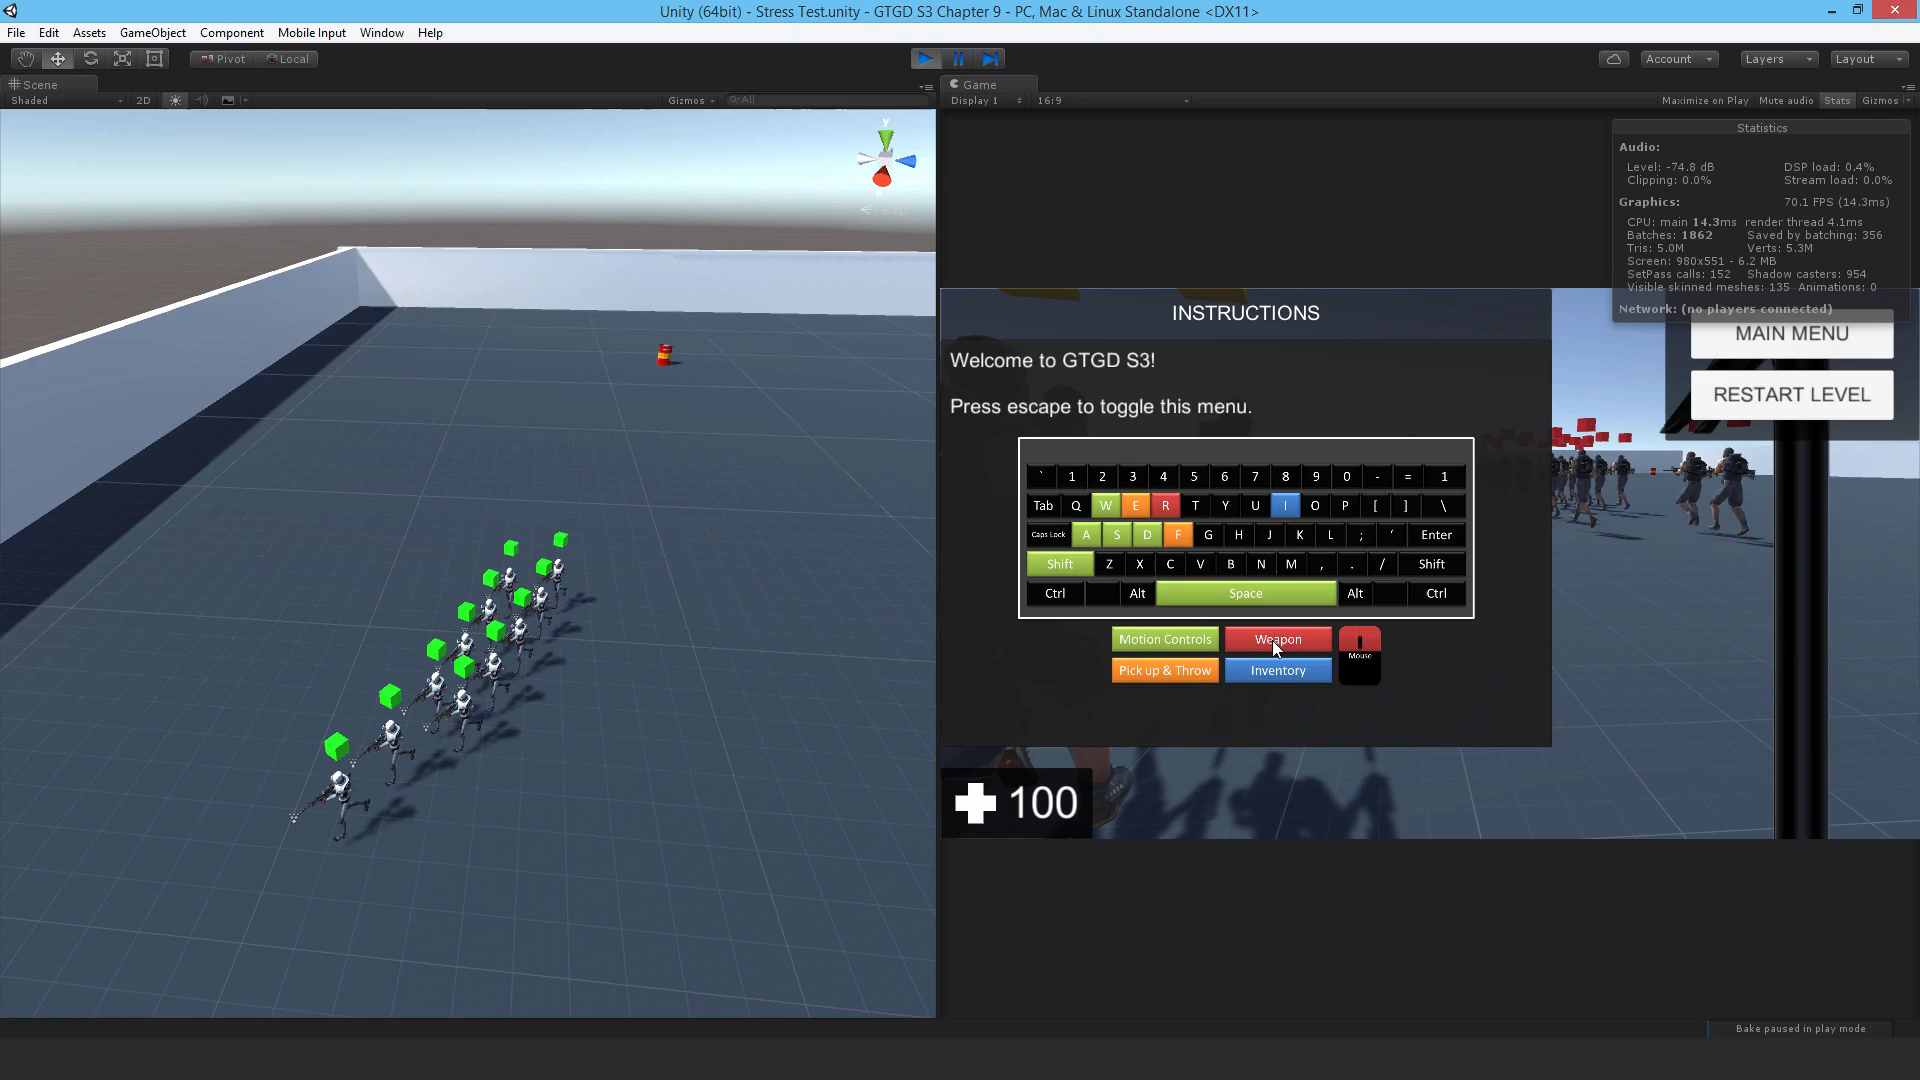 Unity (64bit) - Stress Test.unity - GTGD S3 Chapter 9 - PC, Mac & Linux Standalone <DX11>
File Edit Assets GameObject Component Mobile Input Window Help
Pivot Local Account Layers Layout
Scene
Shaded 2D Gizmos All
y
Persp
Game
Display 1 16:9 Maximize on Play Mute audio Stats Gizmos
Statistics
Audio:
Level: -74.8 dB DSP load: 0.4%
Clipping: 0.0% Stream load: 0.0%
Graphics: 70.1 FPS (14.3ms)
CPU: main 14.3ms render thread 4.1ms
Batches: 1862 Saved by batching: 356
Tris: 5.0M Verts: 5.3M
Screen: 980x551 - 6.2 MB
SetPass calls: 152 Shadow casters: 954
Visible skinned meshes: 135 Animations: 0
Network: (no players connected)
MAIN MENU
RESTART LEVEL
INSTRUCTIONS
Welcome to GTGD S3!
Press escape to toggle this menu.
` 1 2 3 4 5 6 7 8 9 0 - = 1
Tab Q W E R T Y U I O P [ ] \
Caps Lock A S D F G H J K L ; ‘ Enter
Shift Z X C V B N M , . / Shift
Ctrl Alt Space Alt Ctrl
Motion Controls Weapon
Mouse
Pick up & Throw Inventory
100
Bake paused in play mode